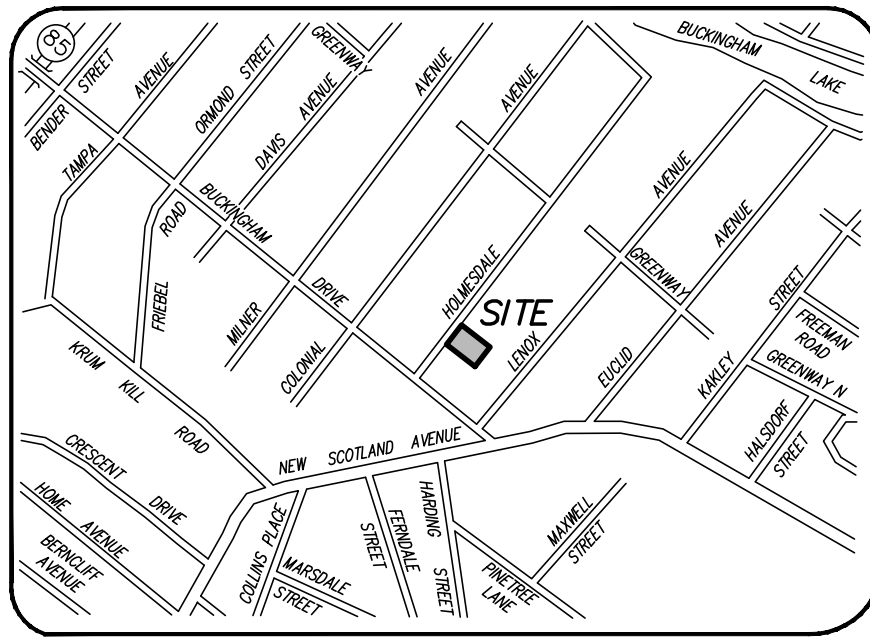 85
BENDER
STREET
TAMPA
AVENUE
ORMOND STREET
GREENWAY
DAVIS AVENUE
AVENUE
AVENUE
BUCKINGHAM
LAKE
FRIEBEL
ROAD
BUCKINGHAM
DRIVE
MILNER
COLONIAL
HOLMESDALE
SITE
LENOX
AVENUE
EUCLID
AVENUE
GREENWAY
KAKLEY
STREET
FREEMAN
ROAD
GREENWAY N
HALSDORF
STREET
KRUM
KILL
ROAD
CRESCENT
DRIVE
HOME AVENUE
BERNCLIFF
AVENUE
NEW SCOTLAND AVENUE
COLLINS PLACE
MARSDALE
STREET
FERNDALE
STREET
HARDING
STREET
PINETREE
LANE
MAXWELL
STREET